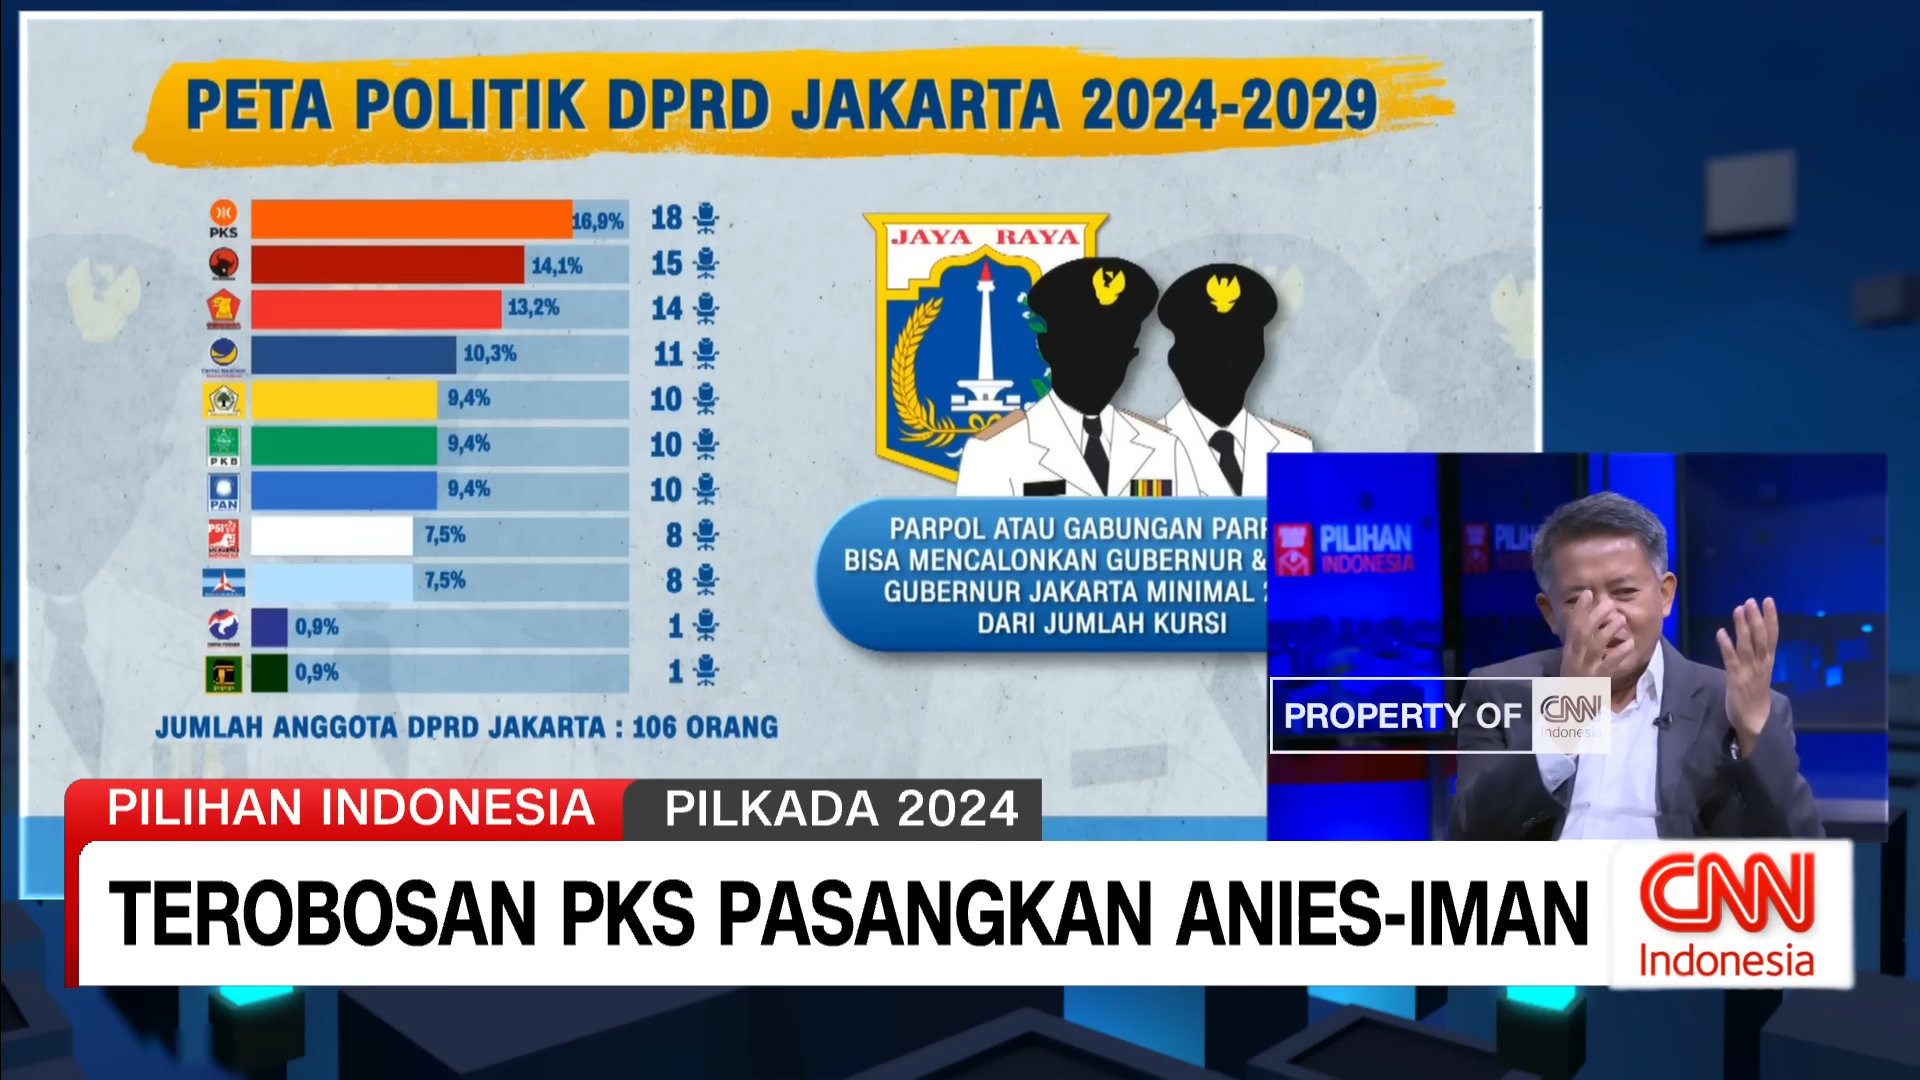 PETA POLITIK DPRD JAKARTA 2024-2029
PKS 16,9% 18
14,1% 15
13,2% 14
10,3% 11
9,4% 10
PKB 9,4% 10
PAN 9,4% 10
PSI 7,5% 8
7,5% 8
0,9% 1
PPP 0,9% 1
JUMLAH ANGGOTA DPRD JAKARTA : 106 ORANG
JAYA RAYA
PARPOL ATAU GABUNGAN
BISA MENCALONKAN GUBERNUR &
GUBERNUR JAKARTA MINIMAL
DARI JUMLAH KURSI
PILIHAN
INDONESIA
PROPERTY OF CNN
Indonesia
PILIHAN INDONESIA PILKADA 2024
TEROBOSAN PKS PASANGKAN ANIES-IMAN
CNN
Indonesia